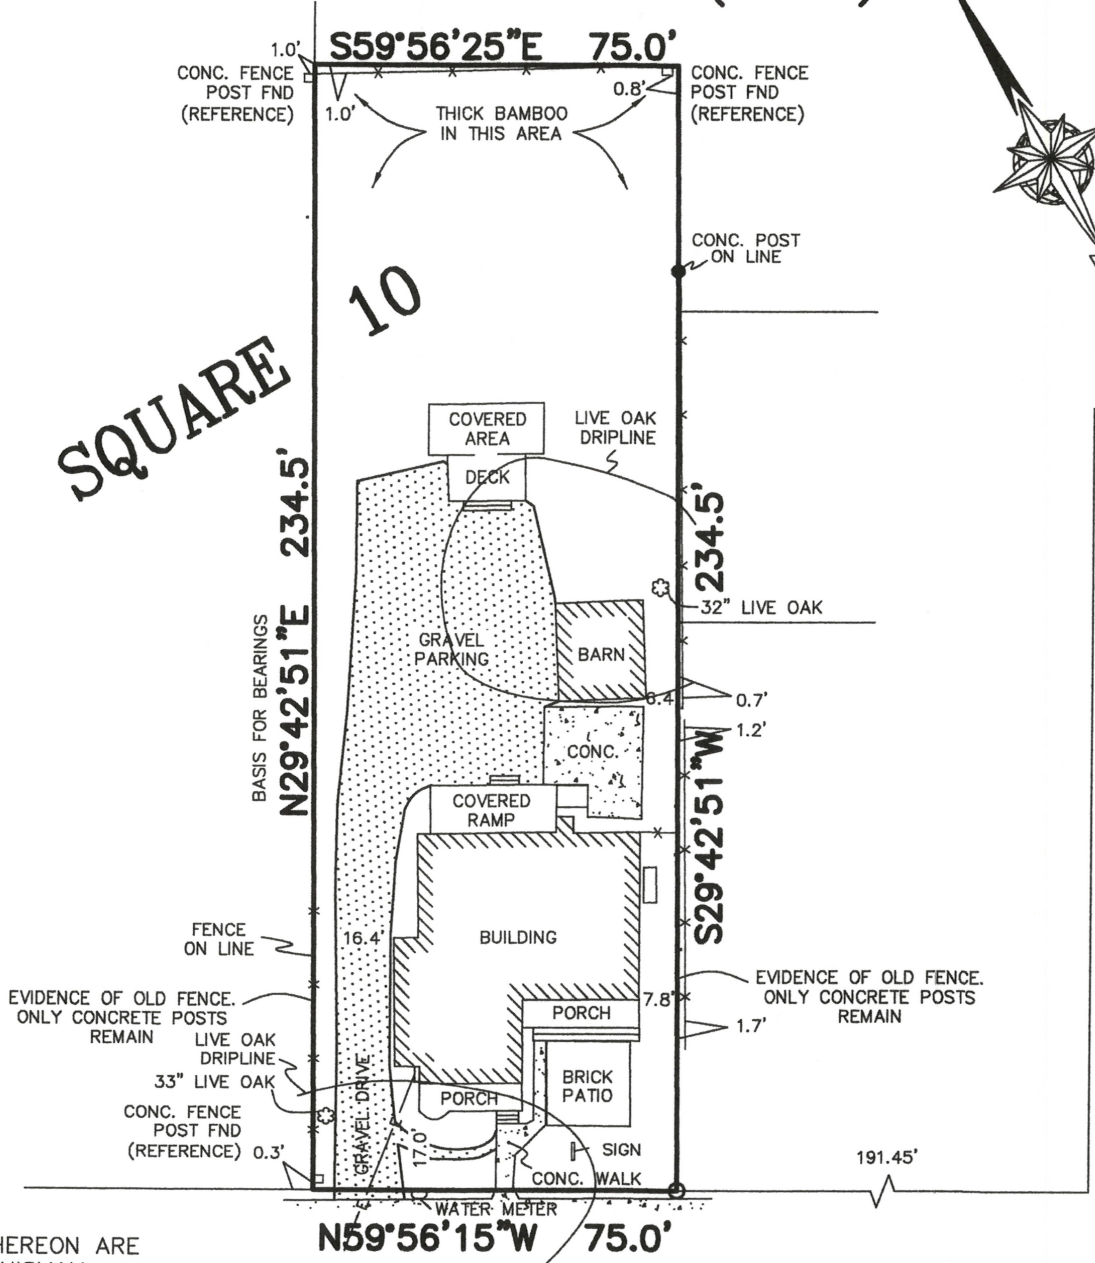 S59°56'25"E 75.0'
1.0'
CONC. FENCE
POST FND
(REFERENCE)
1.0'
0.8'
CONC. FENCE
POST FND
(REFERENCE)
THICK BAMBOO
IN THIS AREA
CONC. POST
ON LINE
SQUARE 10
COVERED
AREA
LIVE OAK
DRIPLINE
DECK
N29°42'51"E 234.5'
BASIS FOR BEARINGS
S29°42'51"W 234.5'
32" LIVE OAK
GRAVEL
PARKING
BARN
6.4'
0.7'
1.2'
CONC.
COVERED
RAMP
FENCE
ON LINE
16.4'
BUILDING
EVIDENCE OF OLD FENCE.
ONLY CONCRETE POSTS
REMAIN
7.8'
PORCH
EVIDENCE OF OLD FENCE.
ONLY CONCRETE POSTS
REMAIN
1.7'
LIVE OAK
DRIPLINE
33" LIVE OAK
GRAVEL DRIVE
BRICK
PATIO
PORCH
CONC. FENCE
POST FND
(REFERENCE) 0.3'
17.0'
SIGN
CONC. WALK
191.45'
WATER METER
E
E
N59°56'15"W 75.0'
HEREON ARE